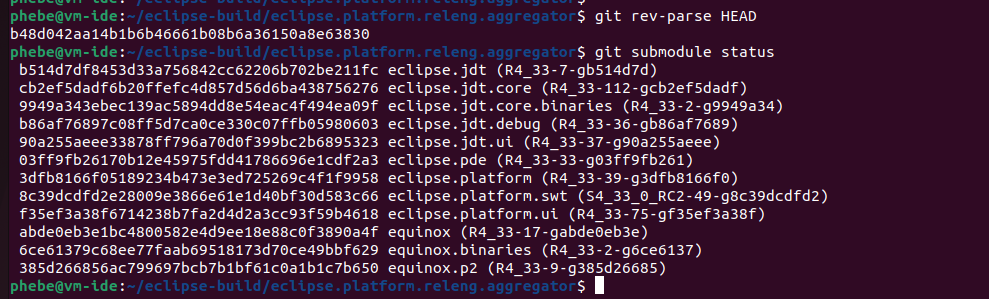 phebe@vm-ide:~/eclipse-build/eclipse.platform.releng.aggregator$ git rev-parse HEAD
b48d042aa14b1b6b46661b08b6a36150a8e63830
phebe@vm-ide:~/eclipse-build/eclipse.platform.releng.aggregator$ git submodule status
 b514d7df8453d33a756842cc62206b702be211fc eclipse.jdt (R4_33-7-gb514d7d)
 cb2ef5dadf6b20ffefc4d857d56d6ba438756276 eclipse.jdt.core (R4_33-112-gcb2ef5dadf)
 9949a343ebec139ac5894dd8e54eac4f494ea09f eclipse.jdt.core.binaries (R4_33-2-g9949a34)
 b86af76897c08ff5d7ca0ce330c07ffb05980603 eclipse.jdt.debug (R4_33-36-gb86af7689)
 90a255aeee33878ff796a70d0f399bc2b6895323 eclipse.jdt.ui (R4_33-37-g90a255aeee)
 03ff9fb26170b12e45975fdd41786696e1cdf2a3 eclipse.pde (R4_33-33-g03ff9fb261)
 3dfb8166f05189234b473e3ed725269c4f1f9958 eclipse.platform (R4_33-39-g3dfb8166f0)
 8c39dcdfd2e28009e3866e61e1d40bf30d583c66 eclipse.platform.swt (S4_33_0_RC2-49-g8c39dcdfd2)
 f35ef3a38f6714238b7fa2d4d2a3cc93f59b4618 eclipse.platform.ui (R4_33-75-gf35ef3a38f)
 abde0eb3e1bc4800582e4d9ee18e88c0f3890a4f equinox (R4_33-17-gabde0eb3e)
 6ce61379c68ee77faab69518173d70ce49bbf629 equinox.binaries (R4_33-2-g6ce6137)
 385d266856ac799697bcb7b1bf61c0a1b1c7b650 equinox.p2 (R4_33-9-g385d26685)
phebe@vm-ide:~/eclipse-build/eclipse.platform.releng.aggregator$